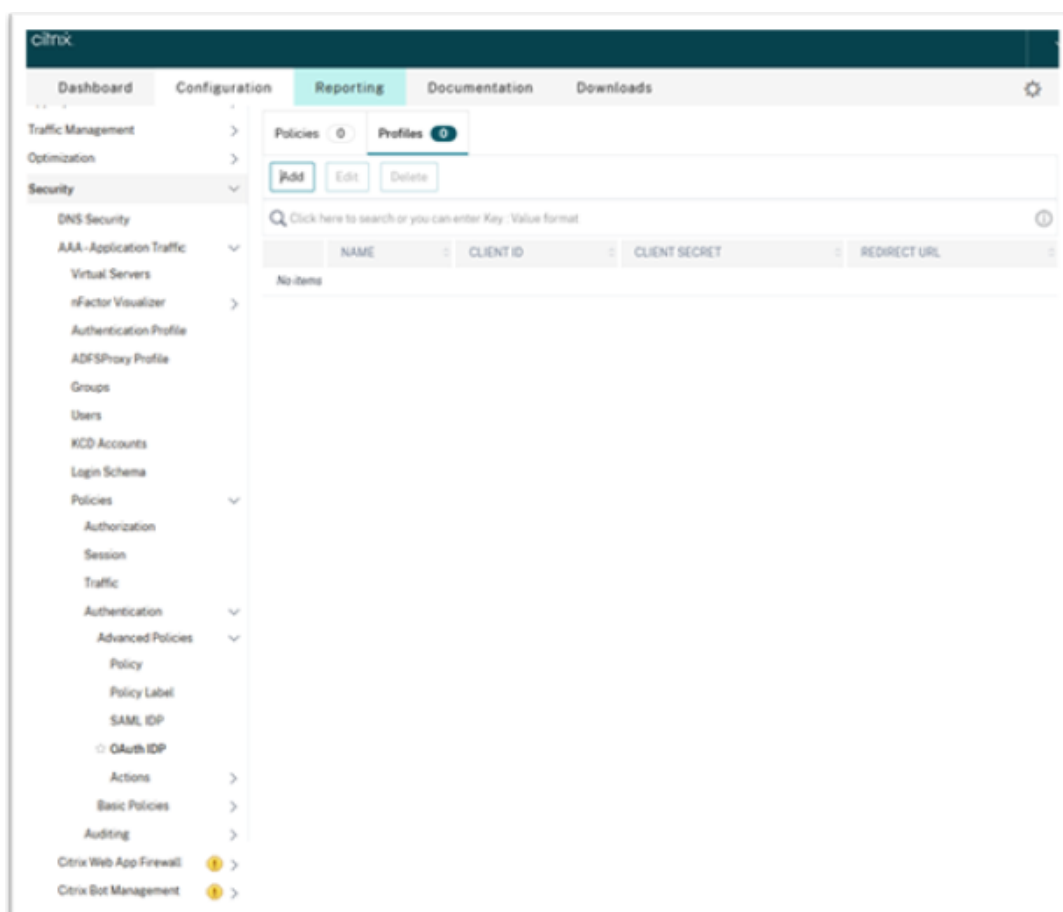 citrix.
Dashboard Configuration Reporting Documentation Downloads
Traffic Management
Optimization
Security
DNS Security
AAA - Application Traffic
Virtual Servers
nFactor Visualizer
Authentication Profile
ADFSProxy Profile
Groups
Users
KCD Accounts
Login Schema
Policies
Authorization
Session
Traffic
Authentication
Advanced Policies
Policy
Policy Label
SAML IDP
OAuth IDP
Actions
Basic Policies
Auditing
Citrix Web App Firewall
Citrix Bot Management
Policies 0 Profiles 0
Add Edit Delete
Click here to search or you can enter Key : Value format
NAME CLIENT ID CLIENT SECRET REDIRECT URL
No items